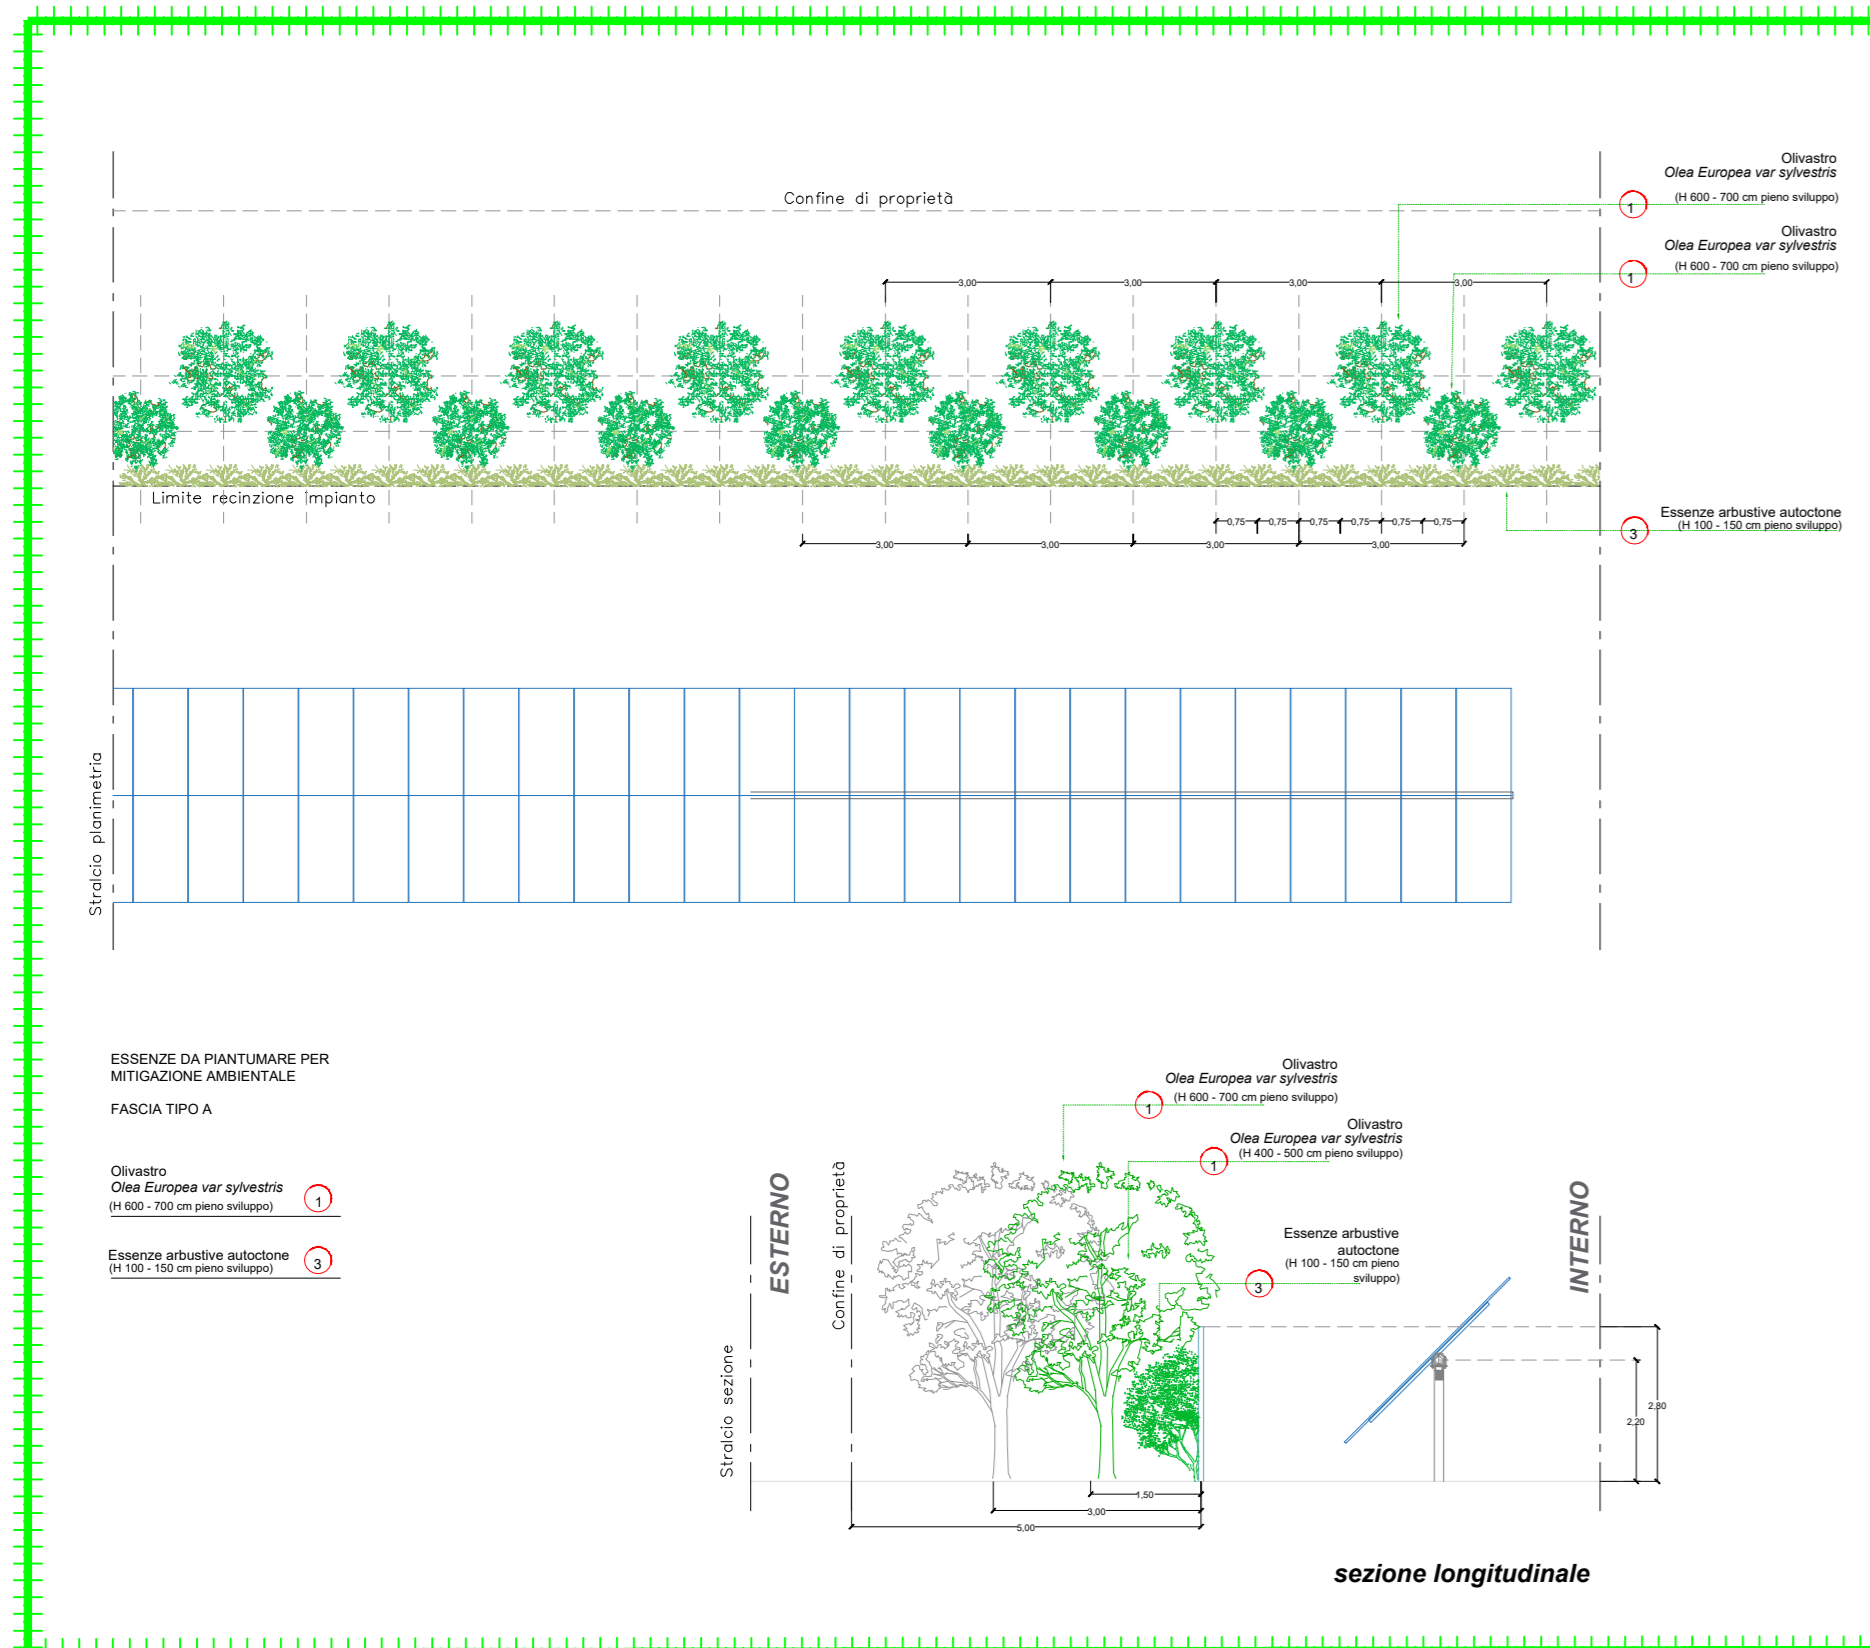 Olivastro
Olea Europea var sylvestris
(H 600 - 700 cm pieno sviluppo)
1
Confine di proprietà
Olivastro
Olea Europea var sylvestris
(H 600 - 700 cm pieno sviluppo)
1
3,00 3,00 3,00 3,00
Limite recinzione impianto
Essenze arbustive autoctone
(H 100 - 150 cm pieno sviluppo)
3
0,75 0,75 0,75 0,75 0,75 0,75
3,00 3,00 3,00 3,00
Stralcio planimetria
ESSENZE DA PIANTUMARE PER
MITIGAZIONE AMBIENTALE
FASCIA TIPO A
Olivastro
Olea Europea var sylvestris
(H 600 - 700 cm pieno sviluppo)
1
Essenze arbustive autoctone
(H 100 - 150 cm pieno sviluppo)
3
Olivastro
Olea Europea var sylvestris
(H 600 - 700 cm pieno sviluppo)
1
Olivastro
Olea Europea var sylvestris
(H 400 - 500 cm pieno sviluppo)
1
Essenze arbustive
autoctone
(H 100 - 150 cm pieno
sviluppo)
3
Stralcio sezione
ESTERNO
Confine di proprietà
INTERNO
2,20
2,80
1,50
3,00
5,00
sezione longitudinale